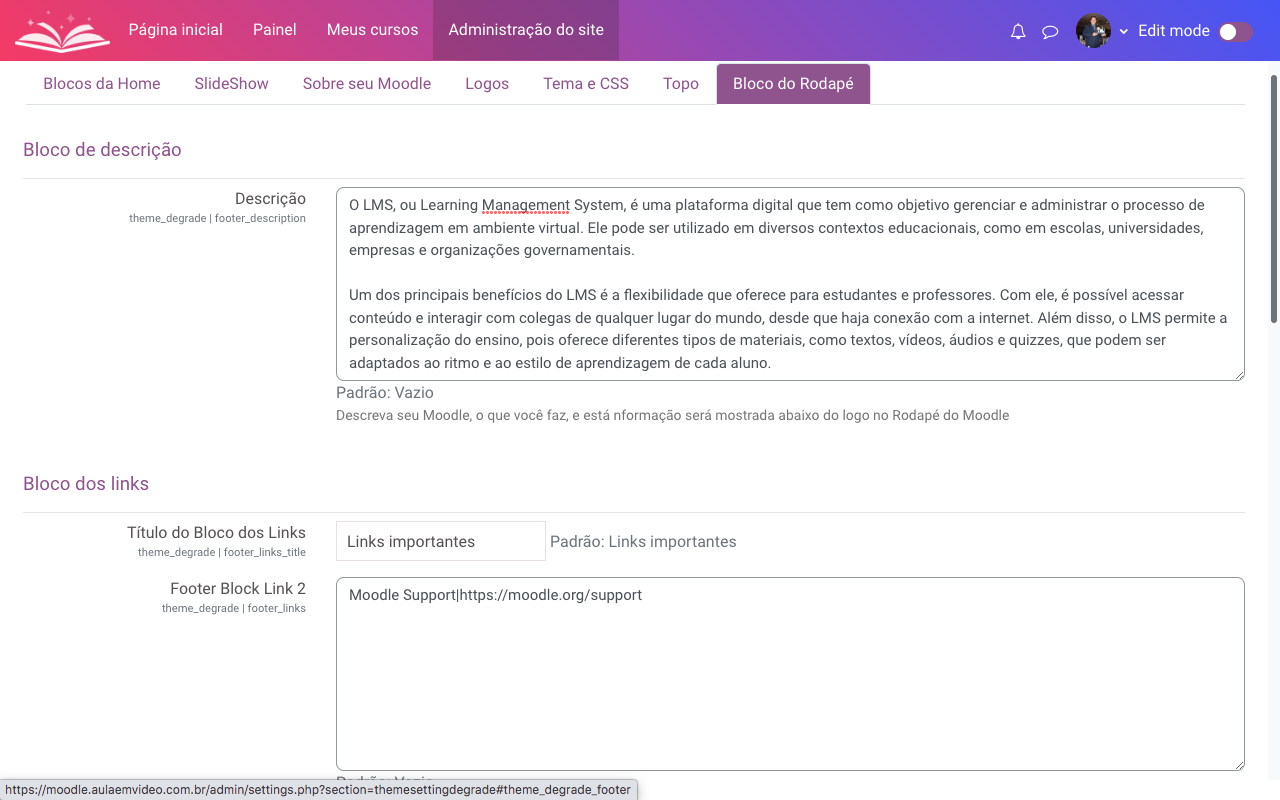 Página inicial
Painel
Meus cursos
Administração do site
Edit mode
Blocos da Home
SlideShow
Sobre seu Moodle
Logos
Tema e CSS
Topo
Bloco do Rodapé
Bloco de descrição
Descrição
theme_degrade | footer_description
O LMS, ou Learning Management System, é uma plataforma digital que tem como objetivo gerenciar e administrar o processo de
aprendizagem em ambiente virtual. Ele pode ser utilizado em diversos contextos educacionais, como em escolas, universidades,
empresas e organizações governamentais.
Um dos principais benefícios do LMS é a flexibilidade que oferece para estudantes e professores. Com ele, é possível acessar
conteúdo e interagir com colegas de qualquer lugar do mundo, desde que haja conexão com a internet. Além disso, o LMS permite a
personalização do ensino, pois oferece diferentes tipos de materiais, como textos, vídeos, áudios e quizzes, que podem ser
adaptados ao ritmo e ao estilo de aprendizagem de cada aluno.
Padrão: Vazio
Descreva seu Moodle, o que você faz, e está nformação será mostrada abaixo do logo no Rodapé do Moodle
Bloco dos links
Título do Bloco dos Links
theme_degrade | footer_links_title
Links importantes
Padrão: Links importantes
Footer Block Link 2
theme_degrade | footer_links
Moodle Support|https://moodle.org/support
Padrão: Vazio
https://moodle.aulaemvideo.com.br/admin/settings.php?section=themesettingdegrade#theme_degrade_footer